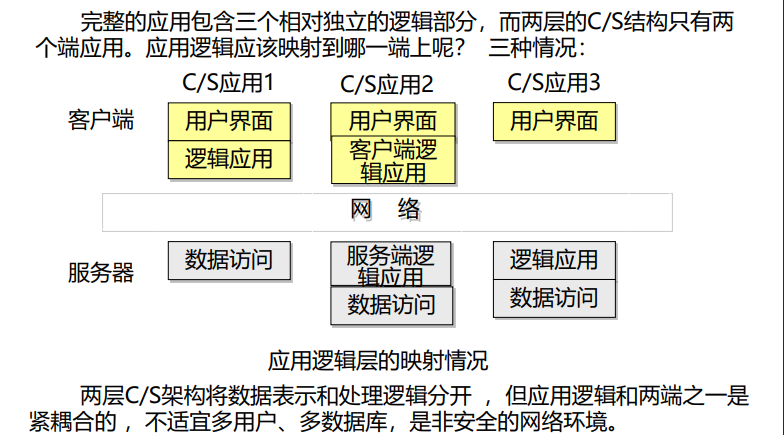 完整的应用包含三个相对独立的逻辑部分，而两层的C/S结构只有两
个端应用。应用逻辑应该映射到哪一端上呢？ 三种情况：
C/S应用1 C/S应用2 C/S应用3
客户端 用户界面 用户界面 用户界面
逻辑应用 客户端逻
辑应用
网 络
服务器 数据访问 服务端逻 逻辑应用
辑应用
数据访问 数据访问
应用逻辑层的映射情况
两层C/S架构将数据表示和处理逻辑分开 ，但应用逻辑和两端之一是
紧耦合的 ，不适宜多用户、多数据库，是非安全的网络环境。